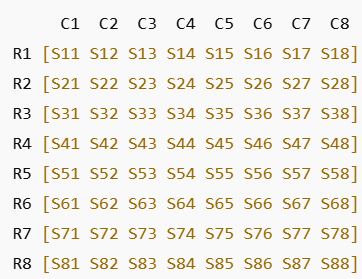 C1 C2 C3 C4 C5 C6 C7 C8
R1 [S11 S12 S13 S14 S15 S16 S17 S18]
R2 [S21 S22 S23 S24 S25 S26 S27 S28]
R3 [S31 S32 S33 S34 S35 S36 S37 S38]
R4 [S41 S42 S43 S44 S45 S46 S47 S48]
R5 [S51 S52 S53 S54 S55 S56 S57 S58]
R6 [S61 S62 S63 S64 S65 S66 S67 S68]
R7 [S71 S72 S73 S74 S75 S76 S77 S78]
R8 [S81 S82 S83 S84 S85 S86 S87 S88]